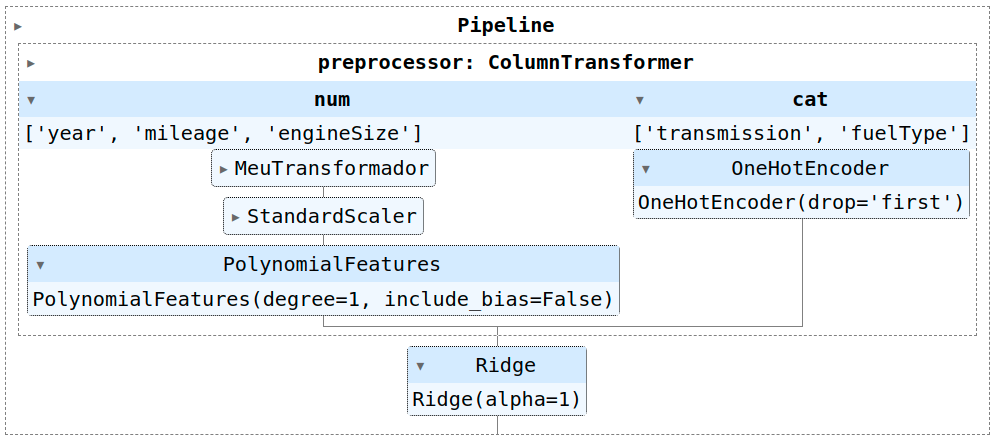 Pipeline
preprocessor: ColumnTransformer
num
cat
['year', 'mileage', 'engineSize']
['transmission', 'fuelType']
MeuTransformador
OneHotEncoder
OneHotEncoder(drop='first')
StandardScaler
PolynomialFeatures
PolynomialFeatures(degree=1, include_bias=False)
Ridge
Ridge(alpha=1)